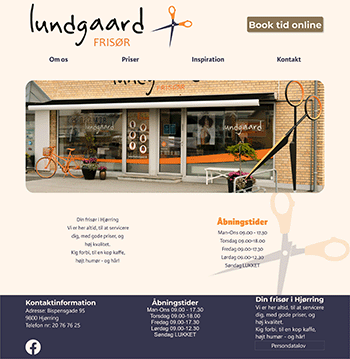 lundgaard
FRISØR
Book tid online
Om os
Priser
Inspiration
Kontakt
lundgaard
Din frisør i Hjørring
Vi er her altid, til at servicere
dig, med gode priser, og
høj kvalitet.
Kig forbi, til en kop kaffe,
højt humør - og hår!
Åbningstider
Man-Ons 09.00 - 17.30
Torsdag 09.00-18.00
Fredag 09.00-17.30
Lørdag 09.00-12.30
Søndag LUKKET
Kontaktinformation
Adresse: Bispensgade 95
9800 Hjørring
Telefon nr: 20 76 76 25
Åbningstider
Man-Ons 09.00 - 17.30
Torsdag 09.00-18.00
Fredag 09.00-17.30
Lørdag 09.00-12.30
Søndag LUKKET
Din frisør i Hjørring
Vi er her altid, til at servicere
dig, med gode priser, og
høj kvalitet.
Kig forbi, til en kop kaffe,
højt humør - og hår!
Persondatalov